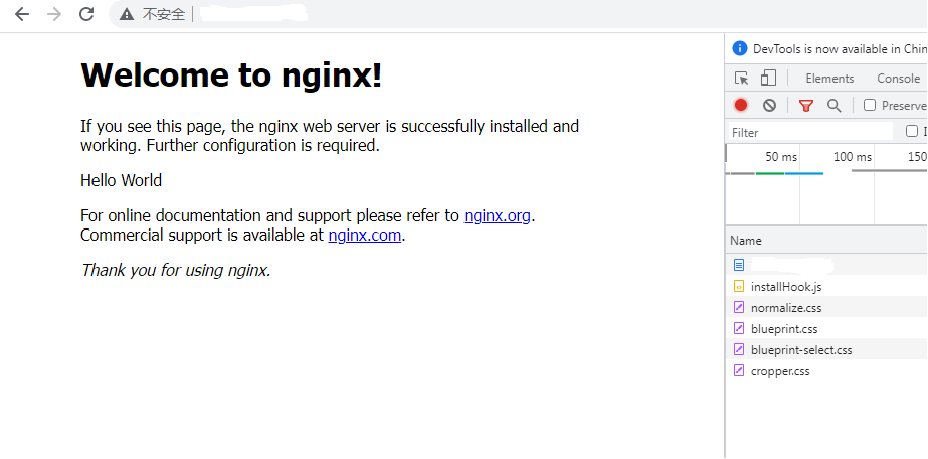 不安全
Welcome to nginx!
If you see this page, the nginx web server is successfully installed and
working. Further configuration is required.
Hello World
For online documentation and support please refer to nginx.org.
Commercial support is available at nginx.com.
Thank you for using nginx.
DevTools is now available in Chin
Elements Console
Preserve
Filter
50 ms 100 ms 150
Name
installHook.js
normalize.css
blueprint.css
blueprint-select.css
cropper.css